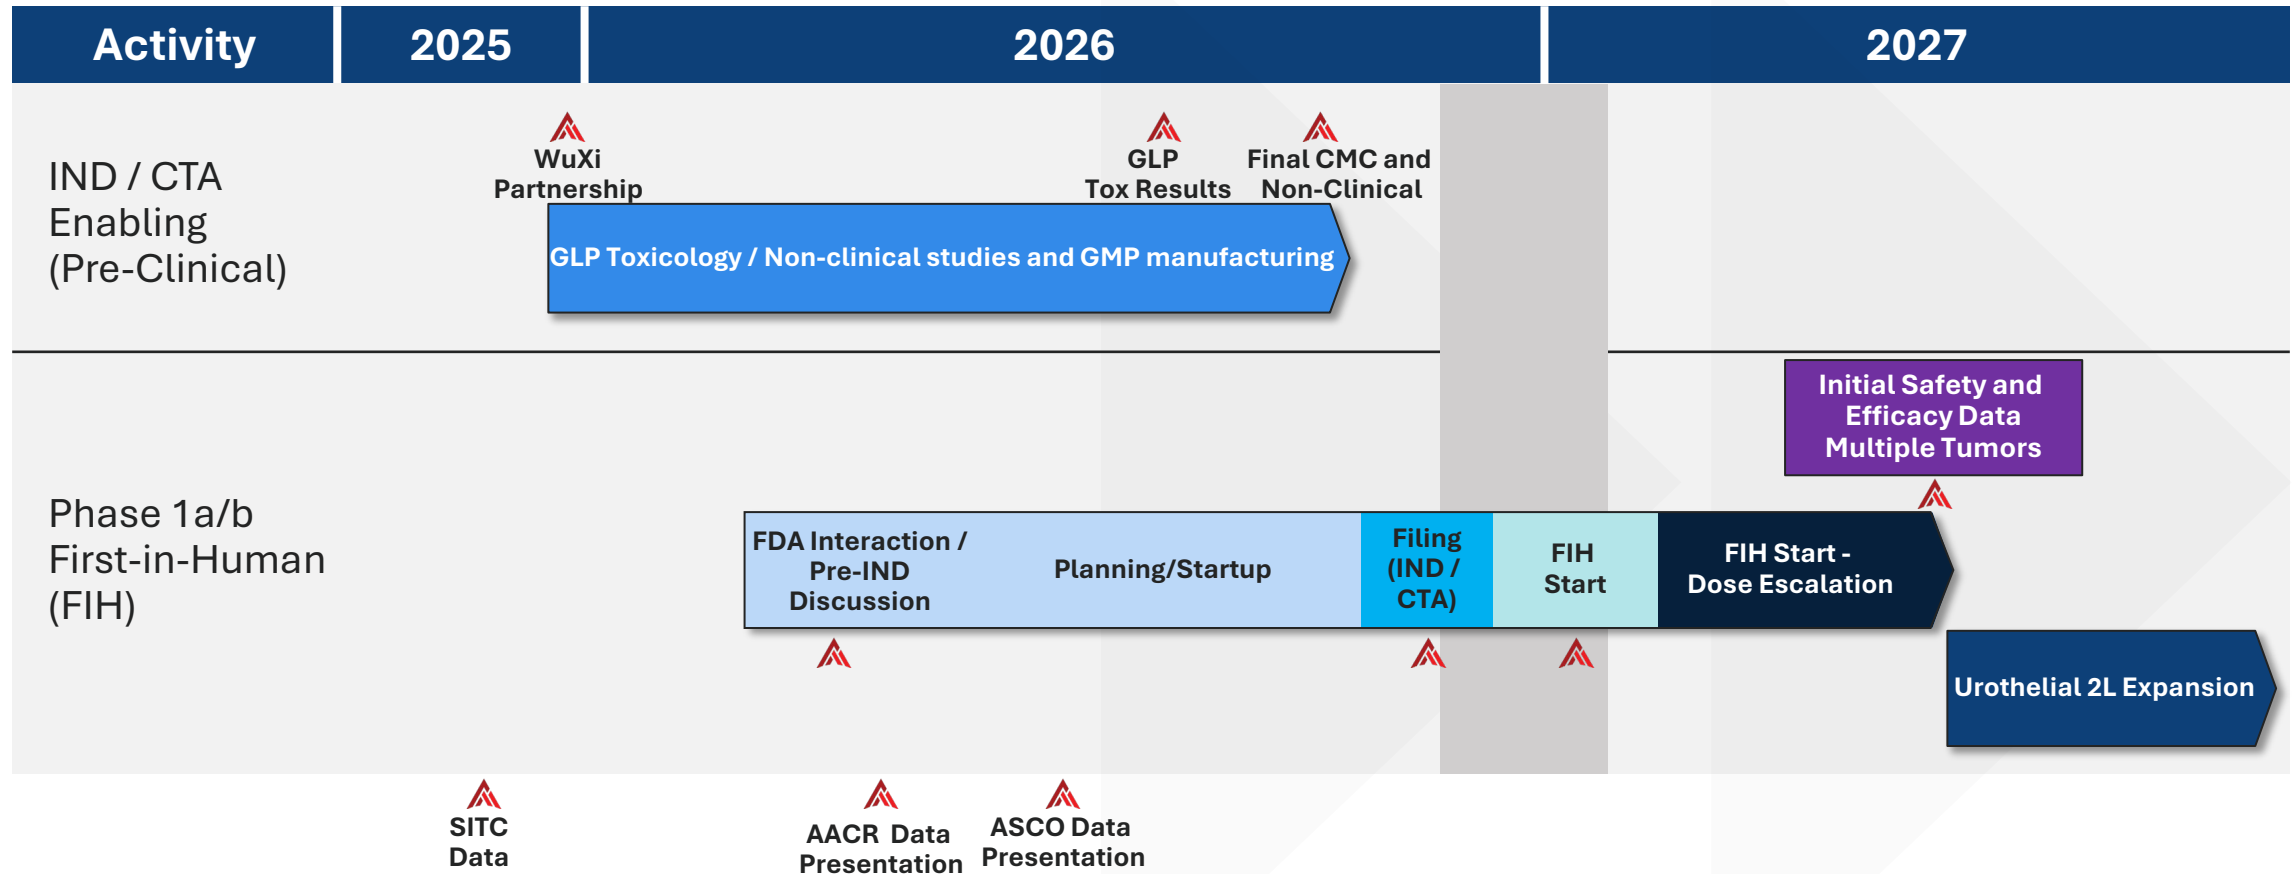 Activity
2025
2026
2027
IND / CTA
Enabling
(Pre-Clinical)
WuXi
Partnership
GLP
Tox Results
Final CMC and
Non-Clinical
GLP Toxicology / Non-clinical studies and GMP manufacturing
Phase 1a/b
First-in-Human
(FIH)
Initial Safety and
Efficacy Data
Multiple Tumors
FDA Interaction /
Pre-IND
Discussion
Planning/Startup
Filing
(IND /
CTA)
FIH
Start
FIH Start -
Dose Escalation
Urothelial 2L Expansion
SITC
Data
AACR Data
Presentation
ASCO Data
Presentation